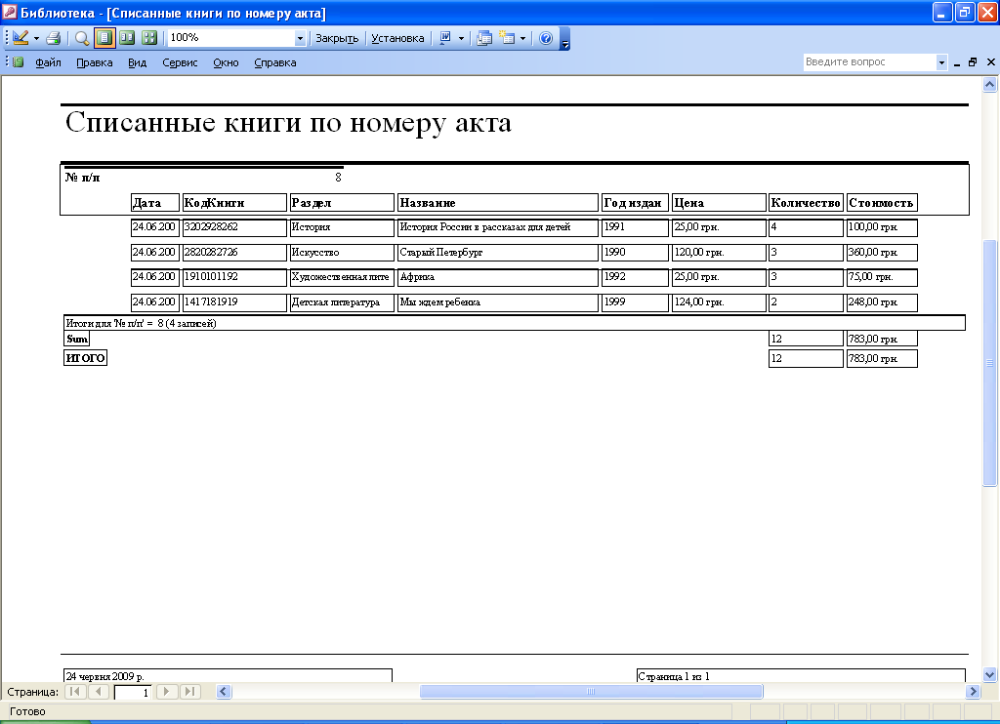 Библиотека - [Списанные книги по номеру акта]
100% Закрыть Установка
Файл Правка Вид Сервис Окно Справка Введите вопрос
Списанные книги по номеру акта
№ п/п 8
Дата КодКниги Раздел Название Год издан Цена Количество Стоимость
24.06.200 3202928262 История История России в рассказах для детей 1991 25,00 грн. 4 100,00 грн.
24.06.200 2820282726 Искусство Старый Петербург 1990 120,00 грн. 3 360,00 грн.
24.06.200 1910101192 Художественная лите Африка 1992 25,00 грн. 3 75,00 грн.
24.06.200 1417181919 Детская литература Мы ждем ребенка 1999 124,00 грн. 2 248,00 грн.
Итоги для '№ п/п' = 8 (4 записей)
Sum 12 783,00 грн.
ИТОГО 12 783,00 грн.
24 червня 2009 р. Страница 1 из 1
Страница: 1
Готово